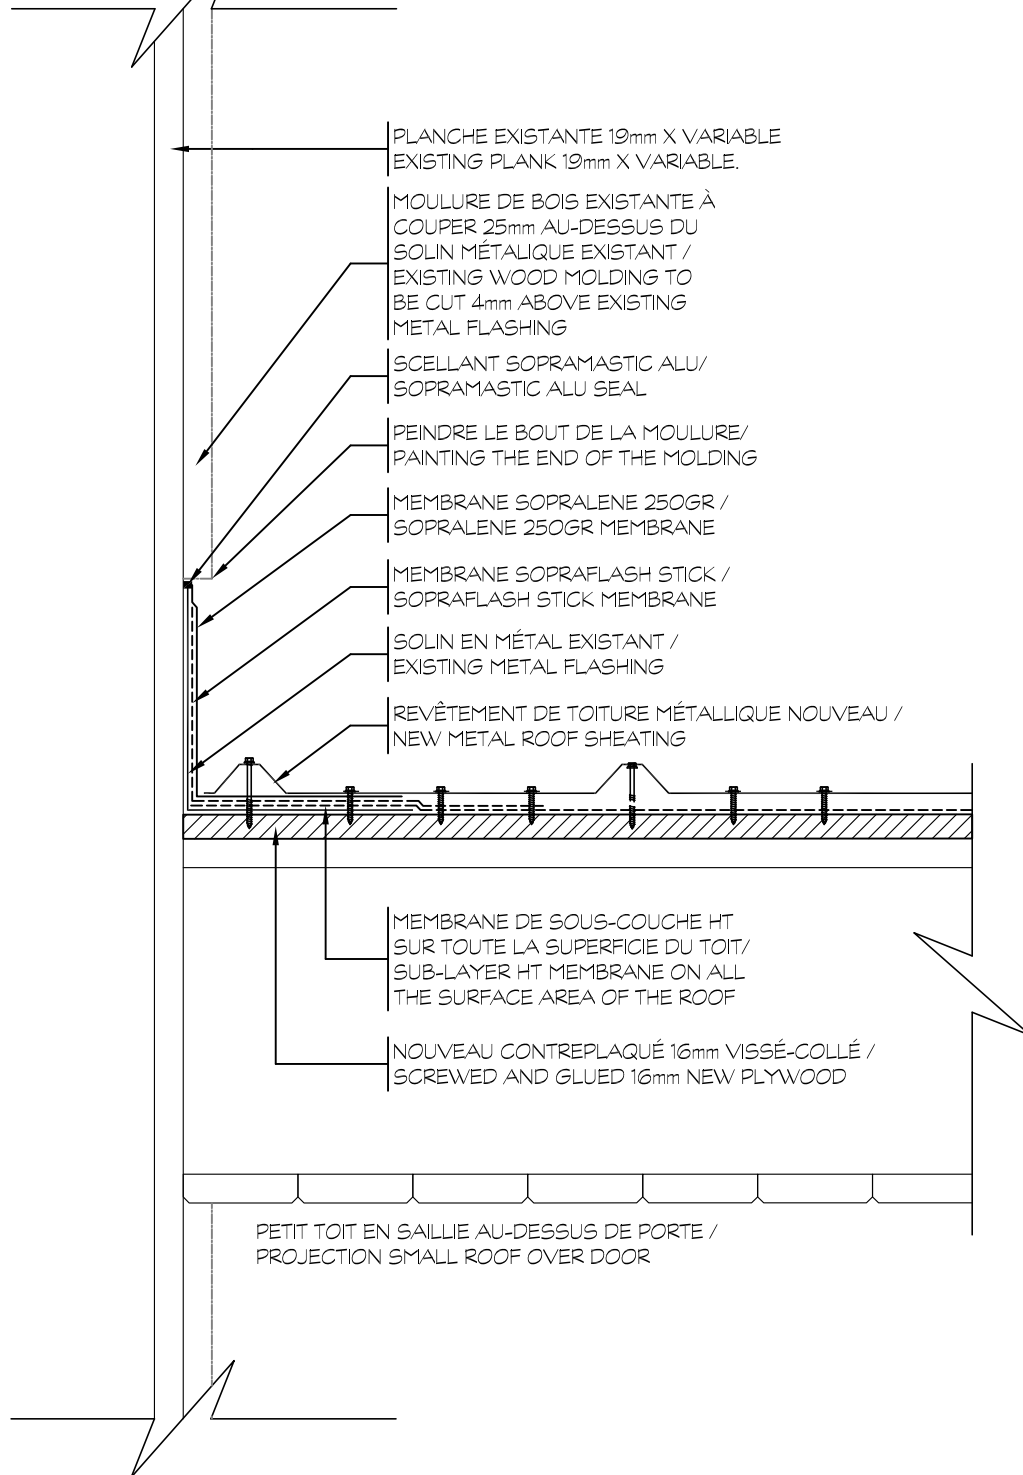 PLANCHE EXISTANTE 19mm X VARIABLE
EXISTING PLANK 19mm X VARIABLE.
MOULURE DE BOIS EXISTANTE À
COUPER 25mm AU-DESSUS DU
SOLIN MÉTALIQUE EXISTANT /
EXISTING WOOD MOLDING TO
BE CUT 4mm ABOVE EXISTING
METAL FLASHING
SCELLANT SOPRAMASTIC ALU/
SOPRAMASTIC ALU SEAL
PEINDRE LE BOUT DE LA MOULURE/
PAINTING THE END OF THE MOLDING
MEMBRANE SOPRALENE 250GR /
SOPRALENE 250GR MEMBRANE
MEMBRANE SOPRAFLASH STICK /
SOPRAFLASH STICK MEMBRANE
SOLIN EN MÉTAL EXISTANT /
EXISTING METAL FLASHING
REVÊTEMENT DE TOITURE MÉTALLIQUE NOUVEAU /
NEW METAL ROOF SHEATING
MEMBRANE DE SOUS-COUCHE HT
SUR TOUTE LA SUPERFICIE DU TOIT/
SUB-LAYER HT MEMBRANE ON ALL
THE SURFACE AREA OF THE ROOF
NOUVEAU CONTREPLAQUÉ 16mm VISSÉ-COLLÉ /
SCREWED AND GLUED 16mm NEW PLYWOOD
PETIT TOIT EN SAILLIE AU-DESSUS DE PORTE /
PROJECTION SMALL ROOF OVER DOOR